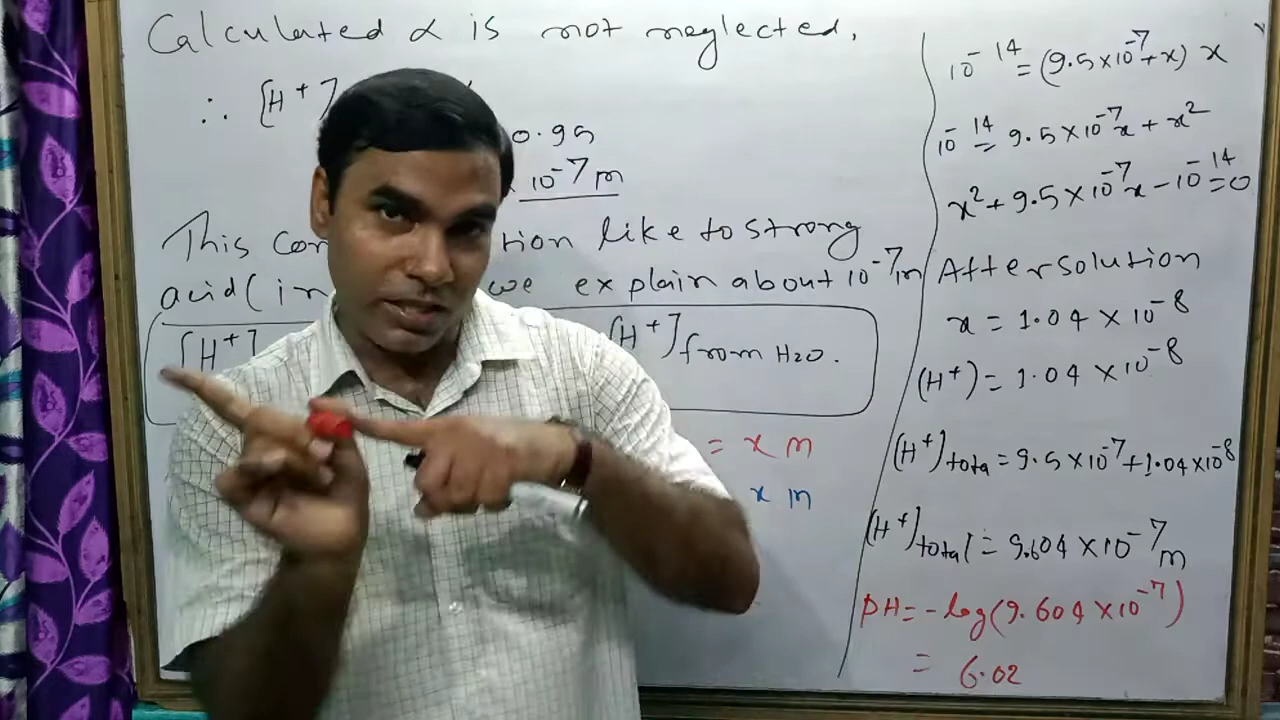 Calculated α is not neglected.
∴ [H+]
0.95
10^-7 m
This con tion like to strong
acid (in we explain about 10^-7 m
[H+] [H+] from H2O.
= x m
x m
10^-14 = (9.5×10^-7+x) x
10^-14 = 9.5×10^-7x + x^2
x^2+9.5×10^-7x-10^-14=0
After solution
x = 1.04 × 10^-8
(H+) = 1.04 × 10^-8
(H+)tota = 9.5×10^-7+1.04×10^-8
(H+)total = 9.604×10^-7 m
pH = -log(9.604×10^-7)
= 6.02